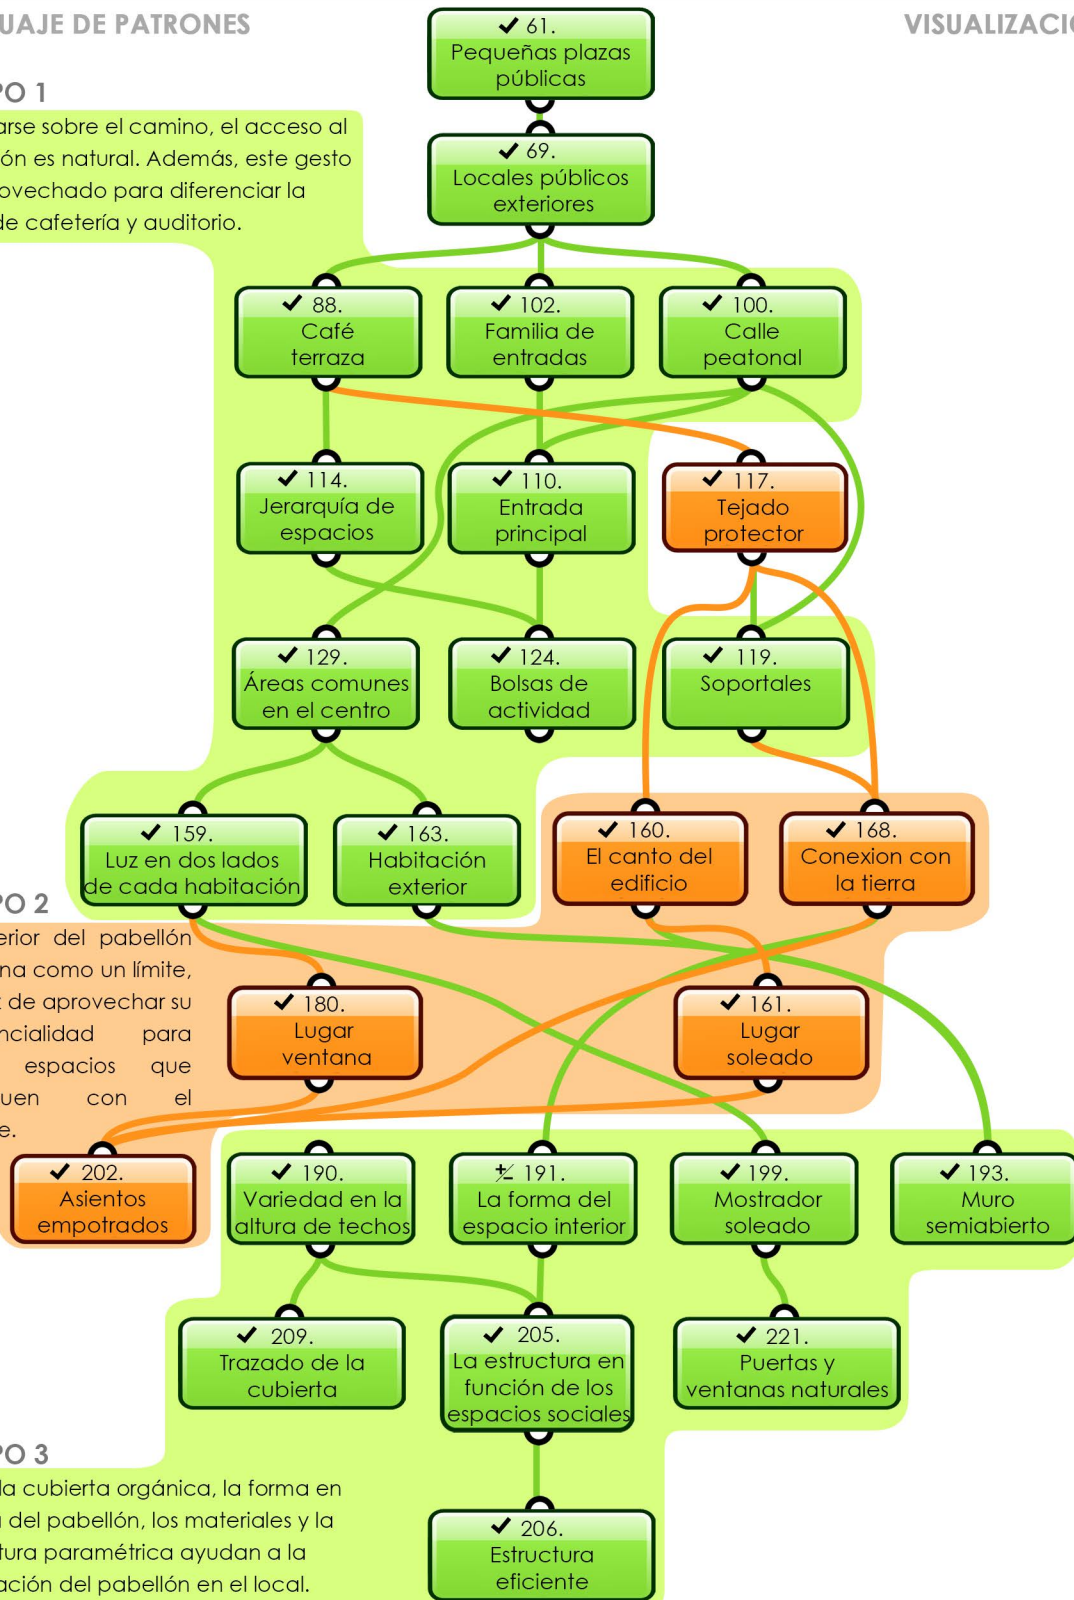 UAJE DE PATRONES
VISUALIZACIÓ
✔ 61.
Pequeñas plazas
públicas
PO 1
arse sobre el camino, el acceso al
ón es natural. Además, este gesto
ovechado para diferenciar la
de cafetería y auditorio.
✔ 69.
Locales públicos
exteriores
✔ 88.
Café
terraza
✔ 102.
Familia de
entradas
✔ 100.
Calle
peatonal
✔ 114.
Jerarquía de
espacios
✔ 110.
Entrada
principal
✔ 117.
Tejado
protector
✔ 129.
Áreas comunes
en el centro
✔ 124.
Bolsas de
actividad
✔ 119.
Soportales
✔ 159.
Luz en dos lados
de cada habitación
✔ 163.
Habitación
exterior
✔ 160.
El canto del
edificio
✔ 168.
Conexion con
la tierra
PO 2
erior del pabellón
na como un límite,
z de aprovechar su
ncialidad para
espacios que
uen con el
e.
✔ 180.
Lugar
ventana
✔ 161.
Lugar
soleado
✔ 202.
Asientos
empotrados
✔ 190.
Variedad en la
altura de techos
⁺∕₋ 191.
La forma del
espacio interior
✔ 199.
Mostrador
soleado
✔ 193.
Muro
semiabierto
✔ 209.
Trazado de la
cubierta
✔ 205.
La estructura en
función de los
espacios sociales
✔ 221.
Puertas y
ventanas naturales
PO 3
la cubierta orgánica, la forma en
a del pabellón, los materiales y la
tura paramétrica ayudan a la
ación del pabellón en el local.
✔ 206.
Estructura
eficiente